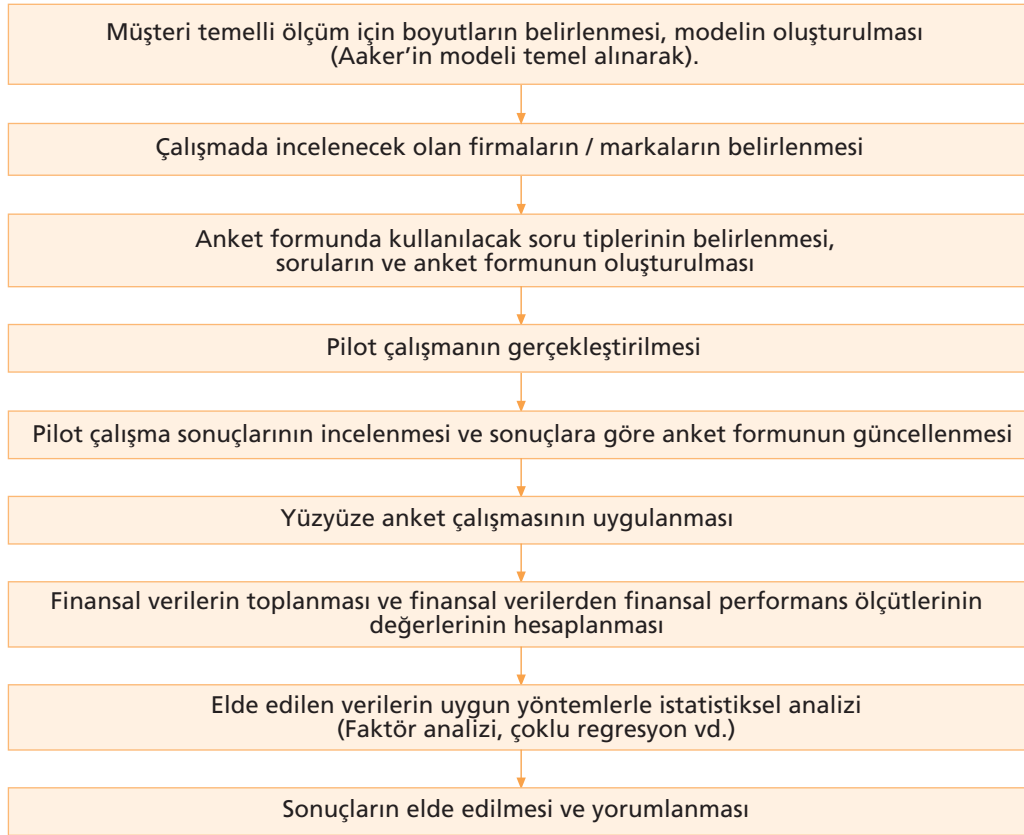 Müşteri temelli ölçüm için boyutların belirlenmesi, modelin oluşturulması
(Aaker’in modeli temel alınarak).
Çalışmada incelenecek olan firmaların / markaların belirlenmesi
Anket formunda kullanılacak soru tiplerinin belirlenmesi,
soruların ve anket formunun oluşturulması
Pilot çalışmanın gerçekleştirilmesi
Pilot çalışma sonuçlarının incelenmesi ve sonuçlara göre anket formunun güncellenmesi
Yüzyüze anket çalışmasının uygulanması
Finansal verilerin toplanması ve finansal verilerden finansal performans ölçütlerinin
değerlerinin hesaplanması
Elde edilen verilerin uygun yöntemlerle istatistiksel analizi
(Faktör analizi, çoklu regresyon vd.)
Sonuçların elde edilmesi ve yorumlanması